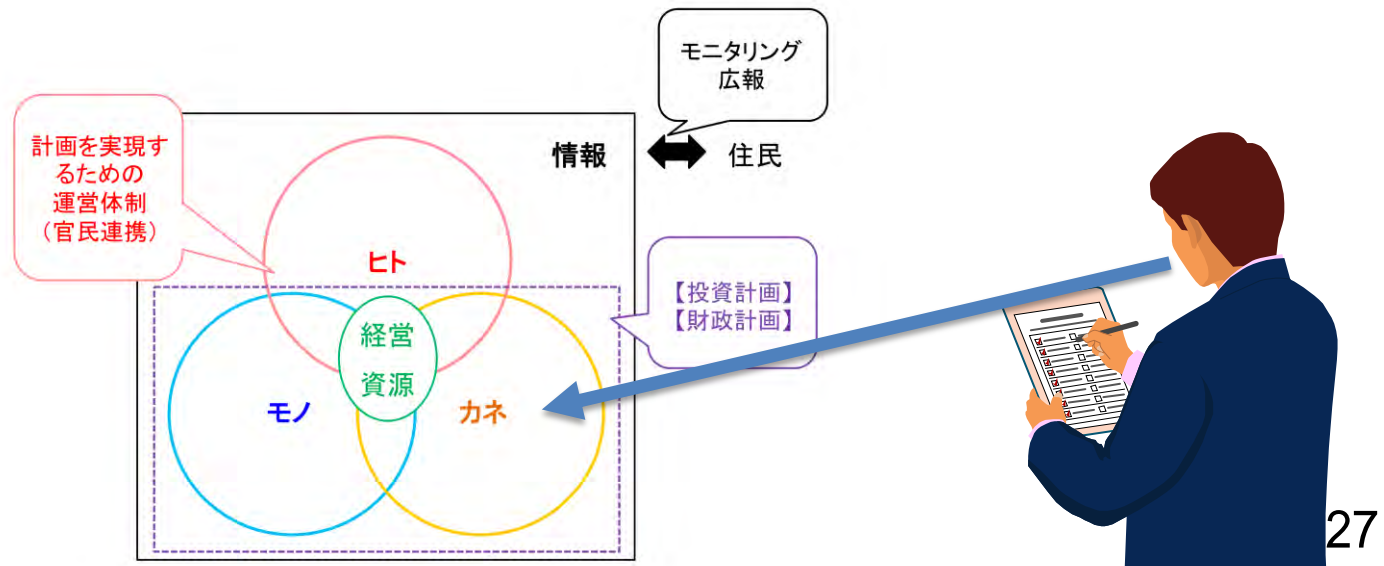 モニタリング
広報
計画を実現す
るための
運営体制
（官民連携）
情報
住民
ヒト
【投資計画】
【財政計画】
経営
資源
モノ
カネ
27